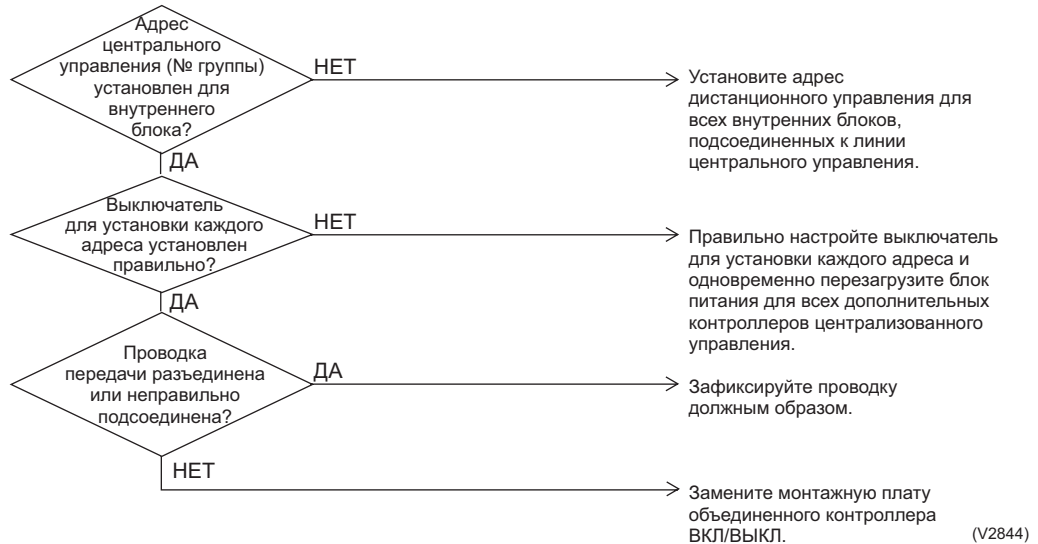 Адрес
центрального
управления (№ группы)
установлен для
внутреннего
блока?
НЕТ
Установите адрес
дистанционного управления для
всех внутренних блоков,
подсоединенных к линии
центрального управления.
ДА
Выключатель
для установки каждого
адреса установлен
правильно?
НЕТ
Правильно настройте выключатель
для установки каждого адреса и
одновременно перезагрузите блок
питания для всех дополнительных
контроллеров централизованного
управления.
ДА
Проводка
передачи разъединена
или неправильно
подсоединена?
ДА
Зафиксируйте проводку
должным образом.
НЕТ
Замените монтажную плату
объединенного контроллера
ВКЛ/ВЫКЛ.
(V2844)